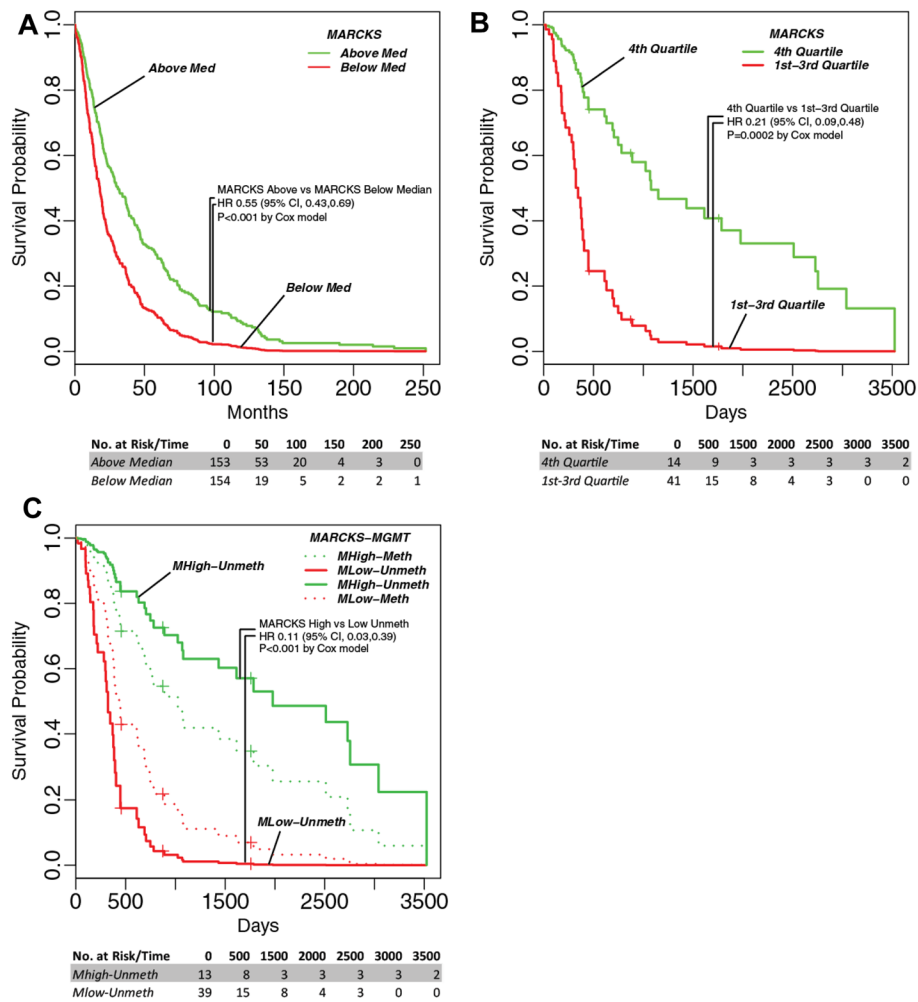 A
MARCKS
Above Med
Below Med
Above Med
MARCKS Above vs MARCKS Below Median
HR 0.55 (95% CI, 0.43,0.69)
P<0.001 by Cox model
Below Med
Survival Probability
0.0 0.2 0.4 0.6 0.8 1.0
0 50 100 150 200 250
Months
No. at Risk/Time 0 50 100 150 200 250
Above Median 153 53 20 4 3 0
Below Median 154 19 5 2 2 1
B
MARCKS
4th Quartile
1st-3rd Quartile
4th Quartile
4th Quartile vs 1st-3rd Quartile
HR 0.21 (95% CI, 0.09,0.48)
P=0.0002 by Cox model
1st-3rd Quartile
Survival Probability
0.0 0.2 0.4 0.6 0.8 1.0
0 500 1500 2500 3500
Days
No. at Risk/Time 0 500 1500 2000 2500 3000 3500
4th Quartile 14 9 3 3 3 3 2
1st-3rd Quartile 41 15 8 4 3 0 0
C
MARCKS-MGMT
MHigh-Meth
MLow-Unmeth
MHigh-Unmeth
MLow-Meth
MHigh-Unmeth
MARCKS High vs Low Unmeth
HR 0.11 (95% CI, 0.03,0.39)
P<0.001 by Cox model
MLow-Unmeth
Survival Probability
0.0 0.2 0.4 0.6 0.8 1.0
0 500 1500 2500 3500
Days
No. at Risk/Time 0 500 1500 2000 2500 3000 3500
Mhigh-Unmeth 13 8 3 3 3 3 2
Mlow-Unmeth 39 15 8 4 3 0 0